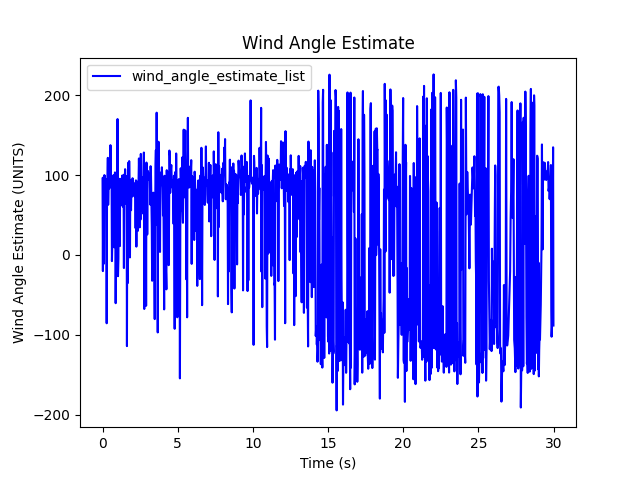 Wind Angle Estimate
wind_angle_estimate_list
Wind Angle Estimate (UNITS)
200
100
0
−100
−200
0 5 10 15 20 25 30
Time (s)